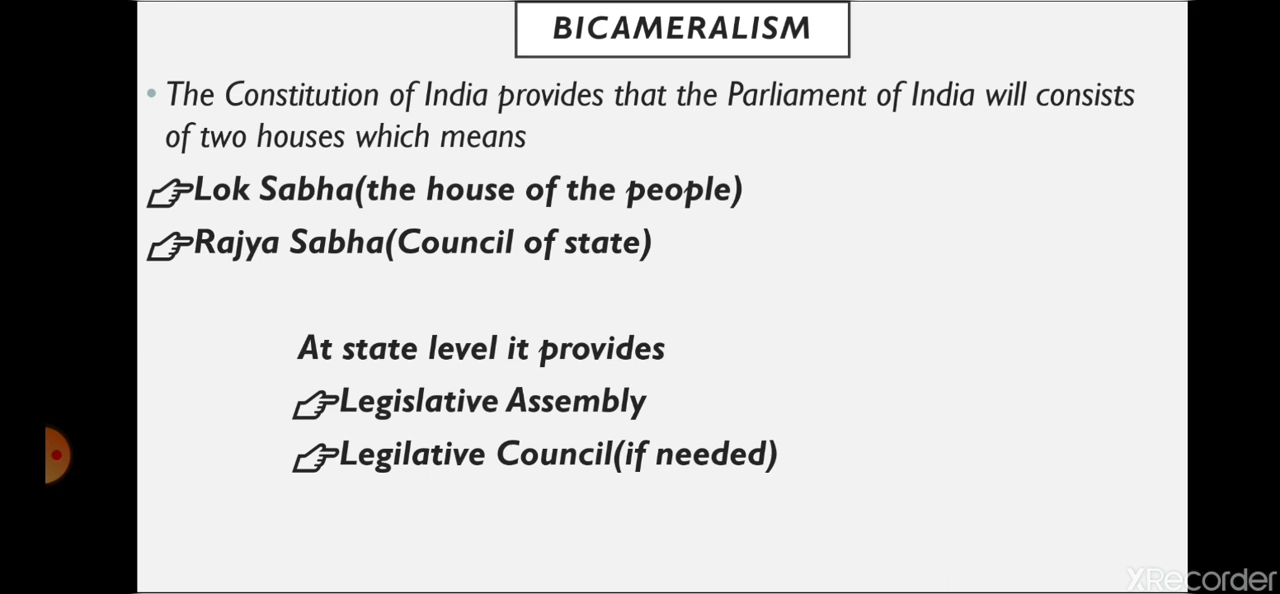 BICAMERALISM
• The Constitution of India provides that the Parliament of India will consists
of two houses which means
Lok Sabha(the house of the people)
Rajya Sabha(Council of state)
At state level it provides
Legislative Assembly
Legilative Council(if needed)
XRecorder